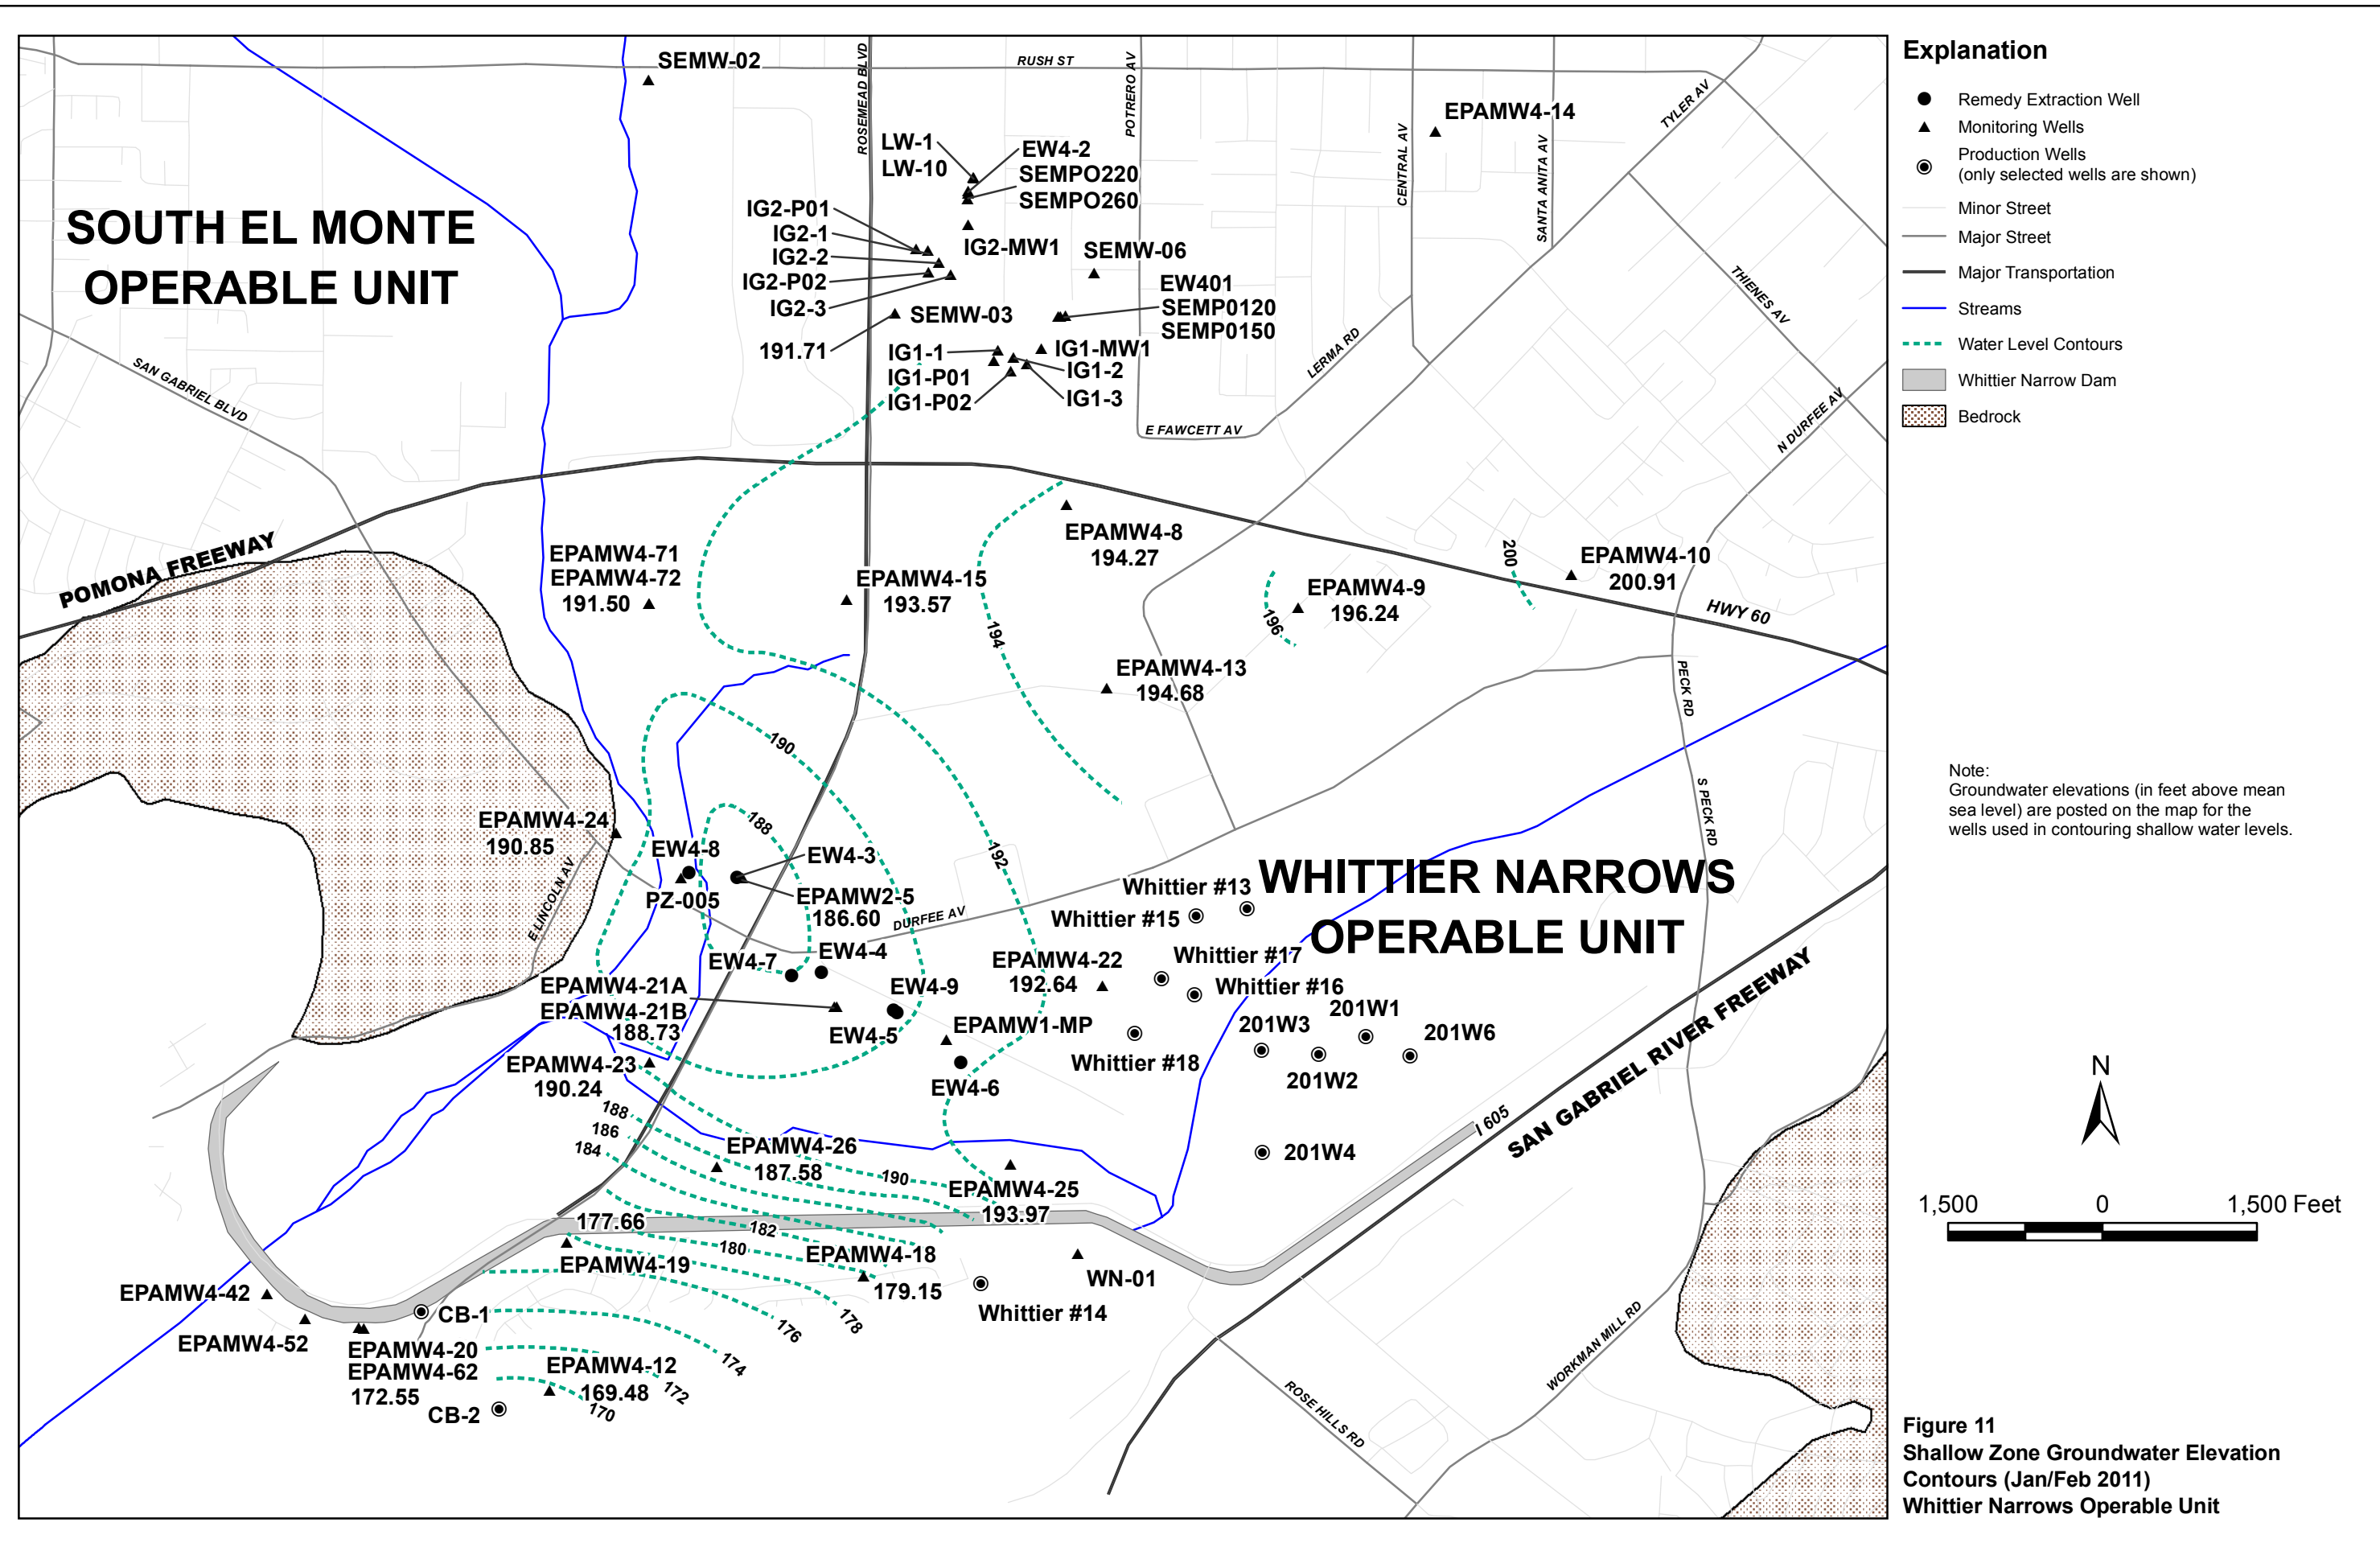 SEMW-02
RUSH ST
ROSEMEAD BLVD
POTRERO AV
CENTRAL AV
SANTA ANITA AV
TYLER AV
EPAMW4-14
LW-1
LW-10
EW4-2
SEMPO220
SEMPO260
SOUTH EL MONTE
OPERABLE UNIT
IG2-P01
IG2-1
IG2-2
IG2-P02
IG2-3
IG2-MW1
SEMW-06
EW401
SEMP0120
SEMP0150
SEMW-03
191.71
IG1-1
IG1-P01
IG1-P02
IG1-MW1
IG1-2
IG1-3
THIENES AV
LERMA RD
SAN GABRIEL BLVD
E FAWCETT AV
N DURFEE AV
POMONA FREEWAY
EPAMW4-71
EPAMW4-72
191.50
EPAMW4-15
193.57
EPAMW4-8
194.27
200
EPAMW4-10
200.91
EPAMW4-9
196.24
HWY 60
196
194
EPAMW4-13
194.68
PECK RD
190
S PECK RD
188
EPAMW4-24
190.85
EW4-8
EW4-3
192
PZ-005
EPAMW2-5
186.60
E LINCOLN AV
DURFEE AV
Whittier #13
Whittier #15
WHITTIER NARROWS
OPERABLE UNIT
EW4-4
EW4-7
EPAMW4-22
192.64
Whittier #17
Whittier #16
EPAMW4-21A
EPAMW4-21B
188.73
EW4-9
EW4-5
EPAMW1-MP
201W1
201W3
201W6
201W2
Whittier #18
EPAMW4-23
190.24
EW4-6
SAN GABRIEL RIVER FREEWAY
I 605
188
186
184
EPAMW4-26
187.58
190
EPAMW4-25
193.97
201W4
177.66
182
180
EPAMW4-18
179.15
EPAMW4-19
WN-01
Whittier #14
EPAMW4-42
EPAMW4-52
CB-1
178
176
174
172
170
EPAMW4-20
EPAMW4-62
172.55
EPAMW4-12
169.48
CB-2
WORKMAN MILL RD
ROSE HILLS RD
Explanation
Remedy Extraction Well
Monitoring Wells
Production Wells
(only selected wells are shown)
Minor Street
Major Street
Major Transportation
Streams
Water Level Contours
Whittier Narrow Dam
Bedrock
Note:
Groundwater elevations (in feet above mean
sea level) are posted on the map for the
wells used in contouring shallow water levels.
N
1,500 0 1,500 Feet
Figure 11
Shallow Zone Groundwater Elevation
Contours (Jan/Feb 2011)
Whittier Narrows Operable Unit